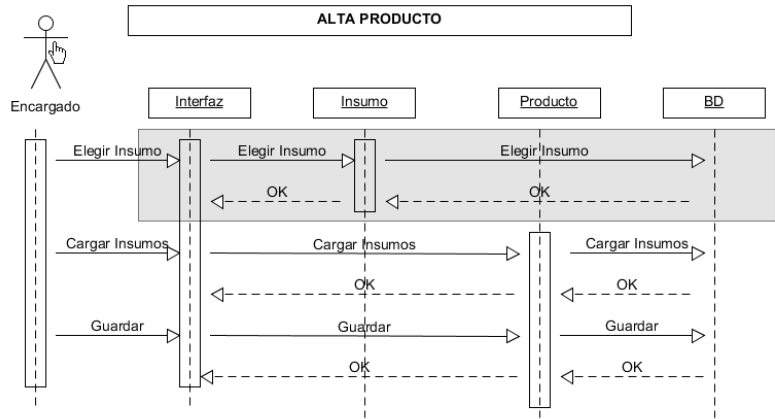 ALTA PRODUCTO
Encargado
Interfaz
Insumo
Producto
BD
Elegir Insumo
Elegir Insumo
Elegir Insumo
OK
OK
Cargar Insumos
Cargar Insumos
Cargar Insumos
OK
OK
Guardar
Guardar
Guardar
OK
OK